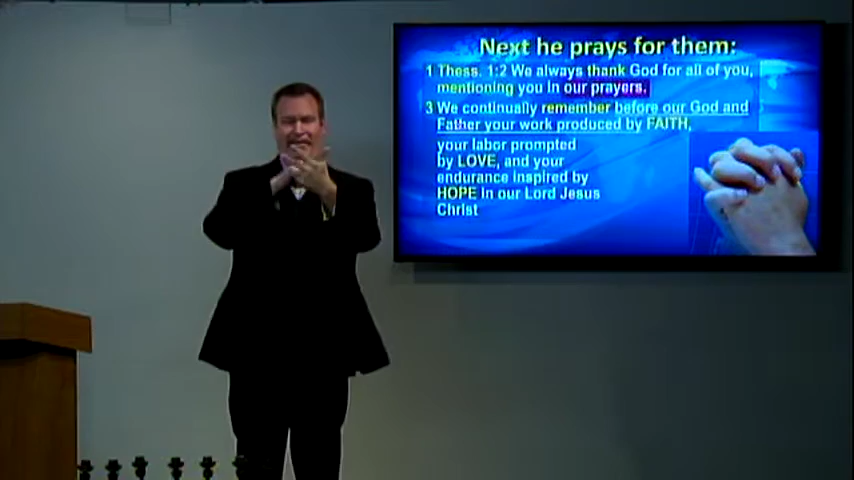 Next he prays for them:
1 Thess. 1:2 We always thank God for all of you,
mentioning you in our prayers.
3 We continually remember before our God and
Father your work produced by FAITH,
your labor prompted
by LOVE, and your
endurance inspired by
HOPE in our Lord Jesus
Christ